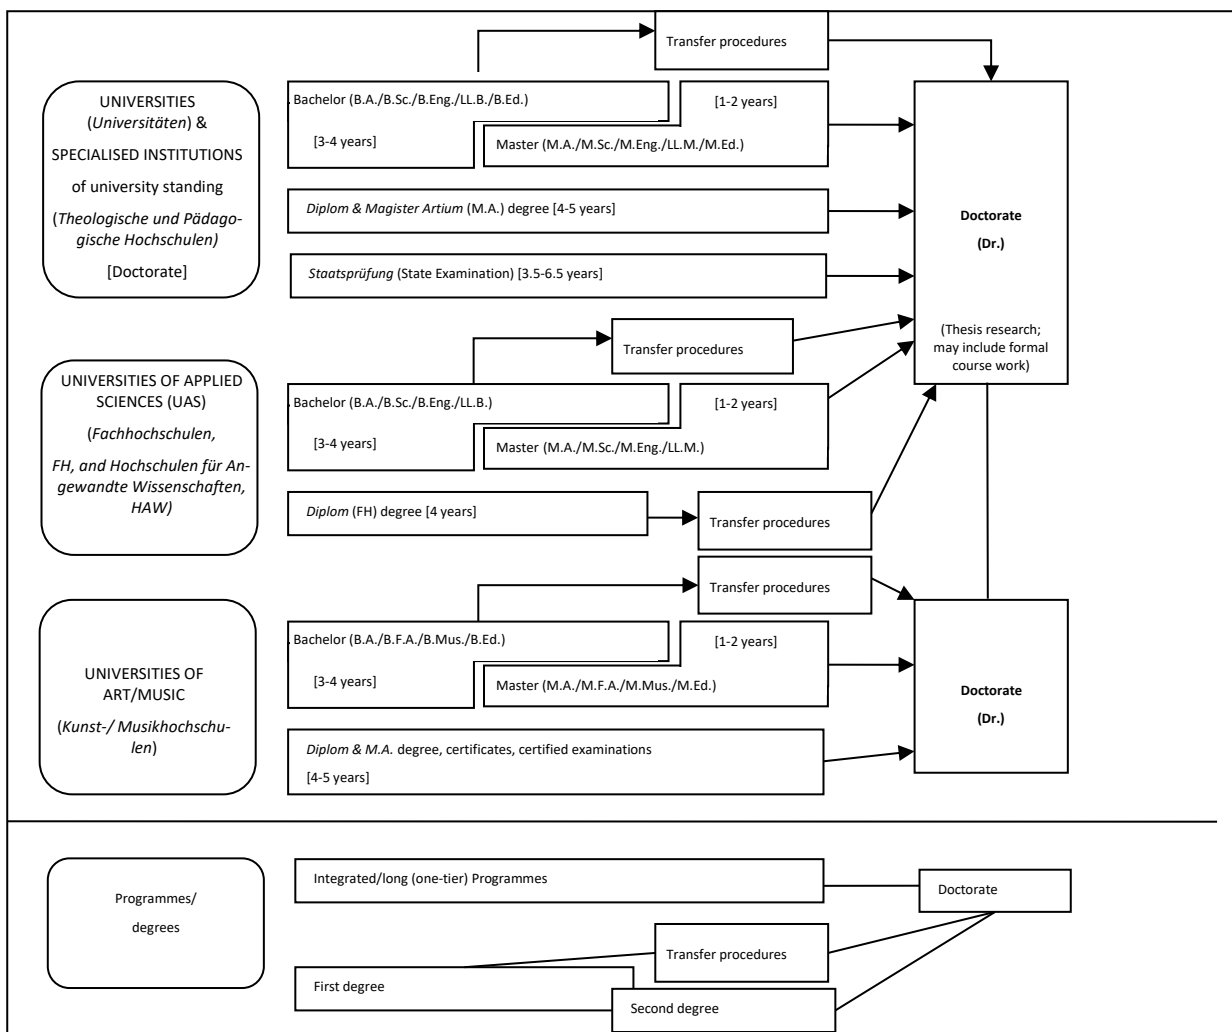 Transfer procedures
UNIVERSITIES
(Universitäten) &
SPECIALISED INSTITUTIONS
of university standing
(Theologische und Pädago-
gische Hochschulen)
[Doctorate]
Bachelor (B.A./B.Sc./B.Eng./LL.B./B.Ed.)
[3-4 years]
[1-2 years]
Master (M.A./M.Sc./M.Eng./LL.M./M.Ed.)
Diplom & Magister Artium (M.A.) degree [4-5 years]
Staatsprüfung (State Examination) [3.5-6.5 years]
Doctorate
(Dr.)
(Thesis research;
may include formal
course work)
Transfer procedures
UNIVERSITIES OF APPLIED
SCIENCES (UAS)
(Fachhochschulen,
FH, and Hochschulen für An-
gewandte Wissenschaften,
HAW)
Bachelor (B.A./B.Sc./B.Eng./LL.B.)
[3-4 years]
[1-2 years]
Master (M.A./M.Sc./M.Eng./LL.M.)
Diplom (FH) degree [4 years]
Transfer procedures
Transfer procedures
UNIVERSITIES OF
ART/MUSIC
(Kunst-/ Musikhochschu-
len)
Bachelor (B.A./B.F.A./B.Mus./B.Ed.)
[3-4 years]
[1-2 years]
Master (M.A./M.F.A./M.Mus./M.Ed.)
Diplom & M.A. degree, certificates, certified examinations
[4-5 years]
Doctorate
(Dr.)
Programmes/
degrees
Integrated/long (one-tier) Programmes
Doctorate
Transfer procedures
First degree
Second degree